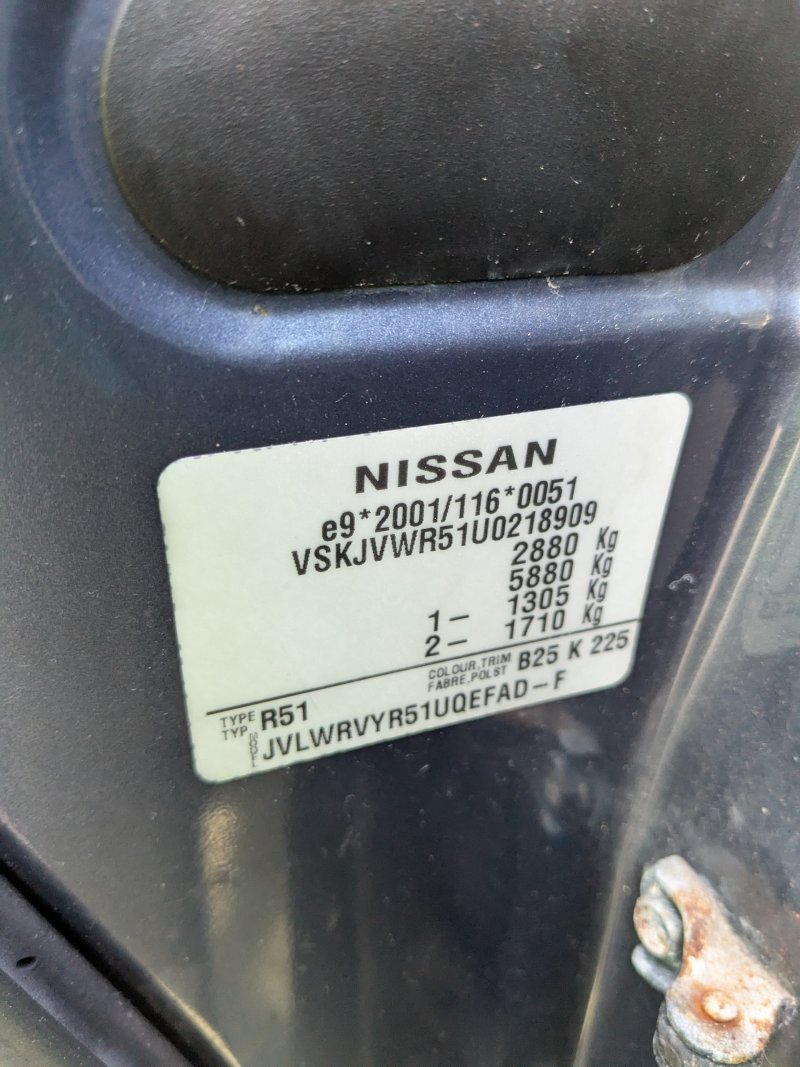 NISSAN
e9*2001/116*0051
VSKJVWR51U0218909
2880 Kg
5880 Kg
1– 1305 Kg
2– 1710 Kg
COLOUR,TRIM B25 K 225
FABRE,POLST
TYPE R51
TYP
MODEL JVLWRVYR51UQEFAD–F